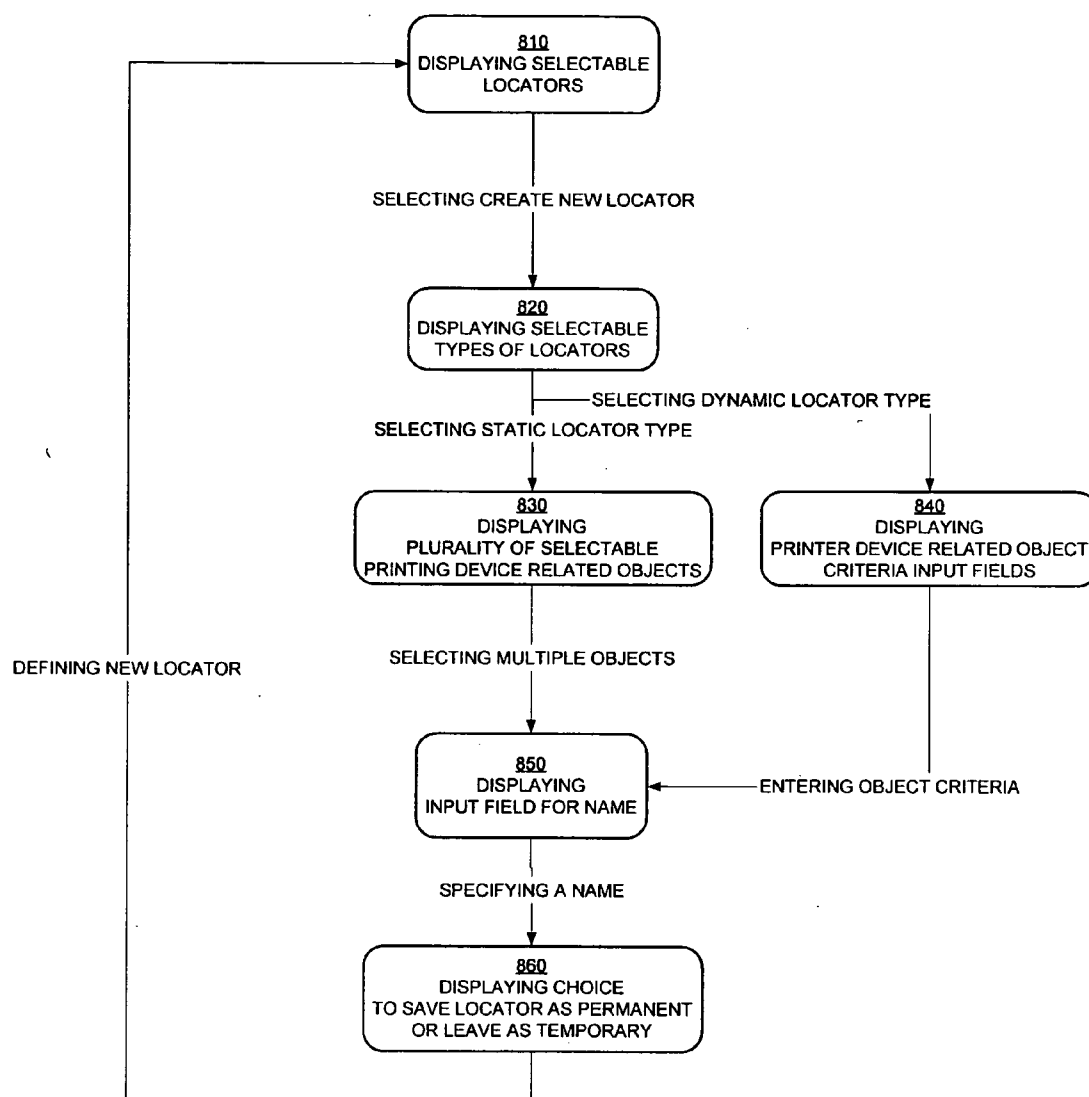 810
DISPLAYING SELECTABLE
LOCATORS
SELECTING CREATE NEW LOCATOR
820
DISPLAYING SELECTABLE
TYPES OF LOCATORS
SELECTING DYNAMIC LOCATOR TYPE
SELECTING STATIC LOCATOR TYPE
830
DISPLAYING
PLURALITY OF SELECTABLE
PRINTING DEVICE RELATED OBJECTS
840
DISPLAYING
PRINTER DEVICE RELATED OBJECT
CRITERIA INPUT FIELDS
SELECTING MULTIPLE OBJECTS
DEFINING NEW LOCATOR
850
DISPLAYING
INPUT FIELD FOR NAME
ENTERING OBJECT CRITERIA
SPECIFYING A NAME
860
DISPLAYING CHOICE
TO SAVE LOCATOR AS PERMANENT
OR LEAVE AS TEMPORARY